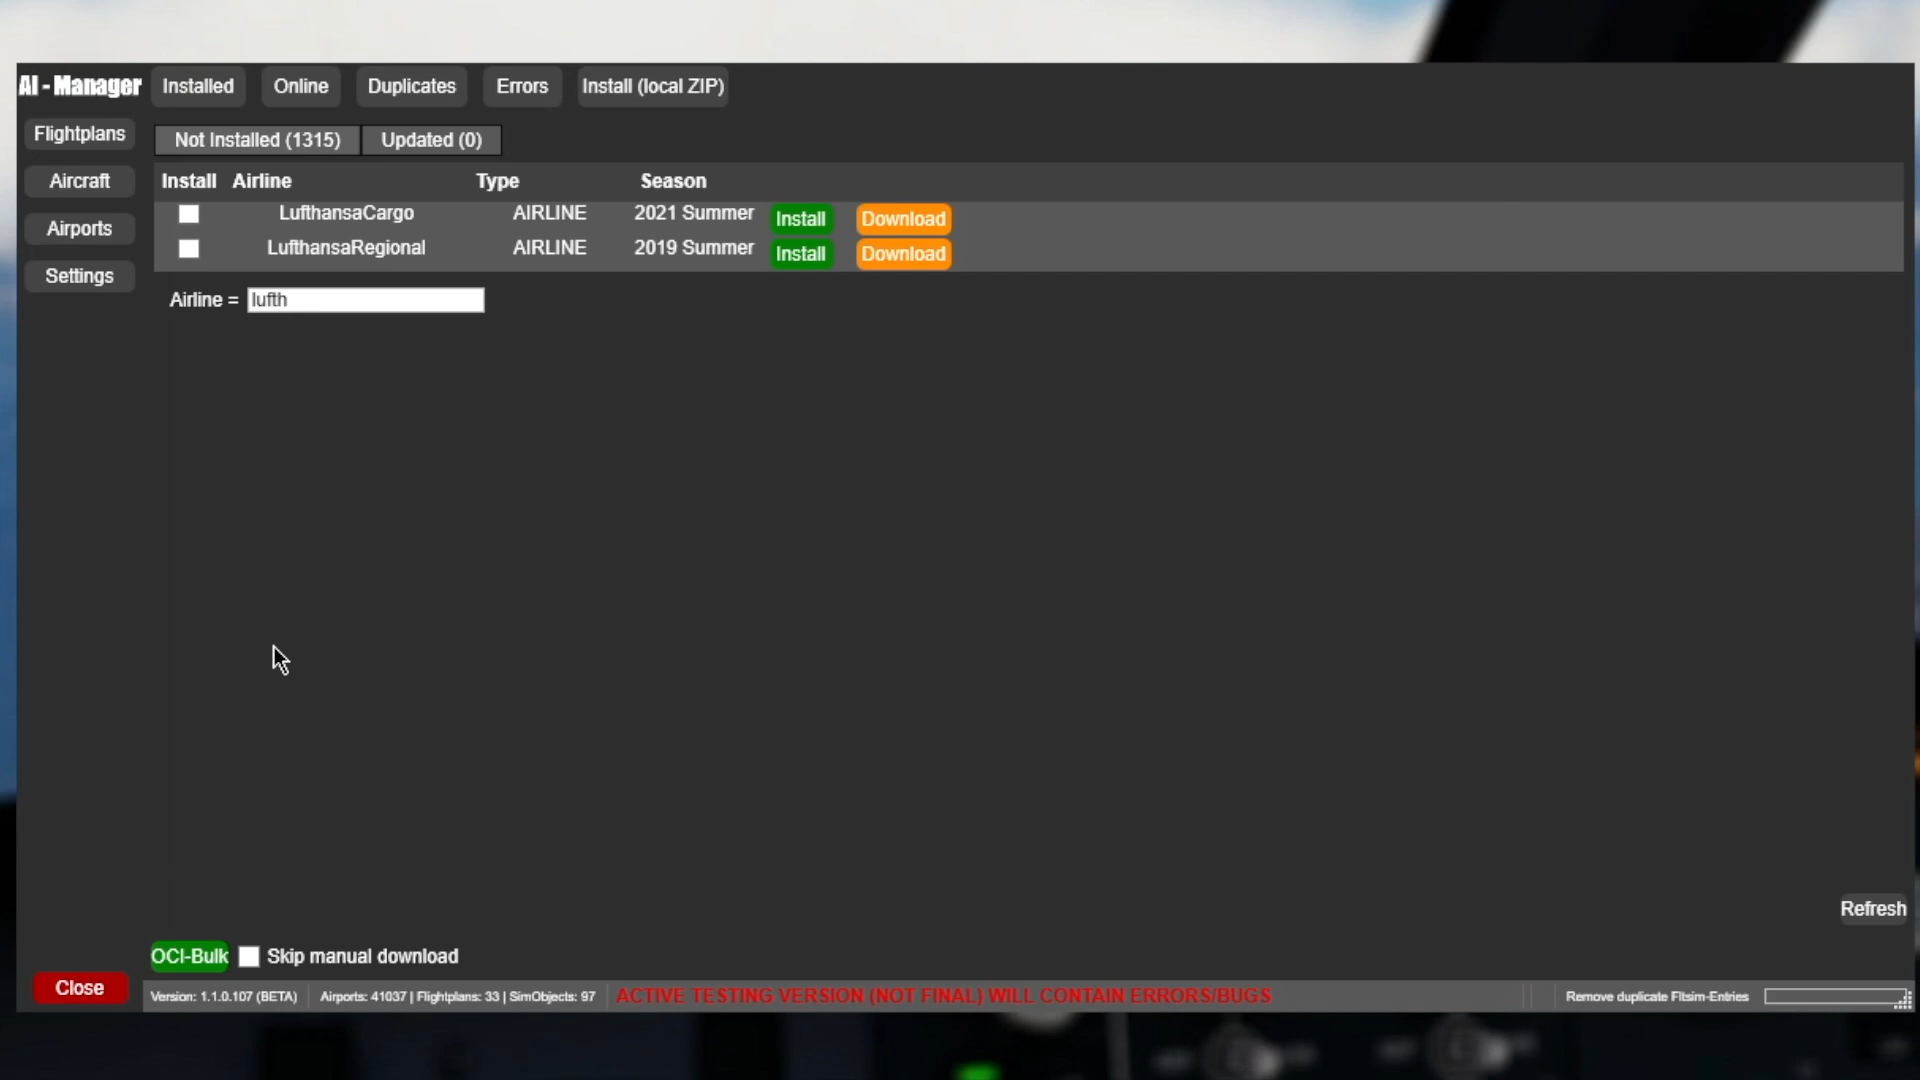 AI - Manager Installed Online Duplicates Errors Install (local ZIP)
Flightplans
Aircraft
Airports
Settings
Not Installed (1315) Updated (0)
Install Airline Type Season
LufthansaCargo AIRLINE 2021 Summer Install Download
LufthansaRegional AIRLINE 2019 Summer Install Download
Airline = lufth
Refresh
OCI-Bulk Skip manual download
Close
Version: 1.1.0.107 (BETA) Airports: 41037 | Flightplans: 33 | SimObjects: 97 ACTIVE TESTING VERSION (NOT FINAL) WILL CONTAIN ERRORS/BUGS Remove duplicate Fltsim-Entries